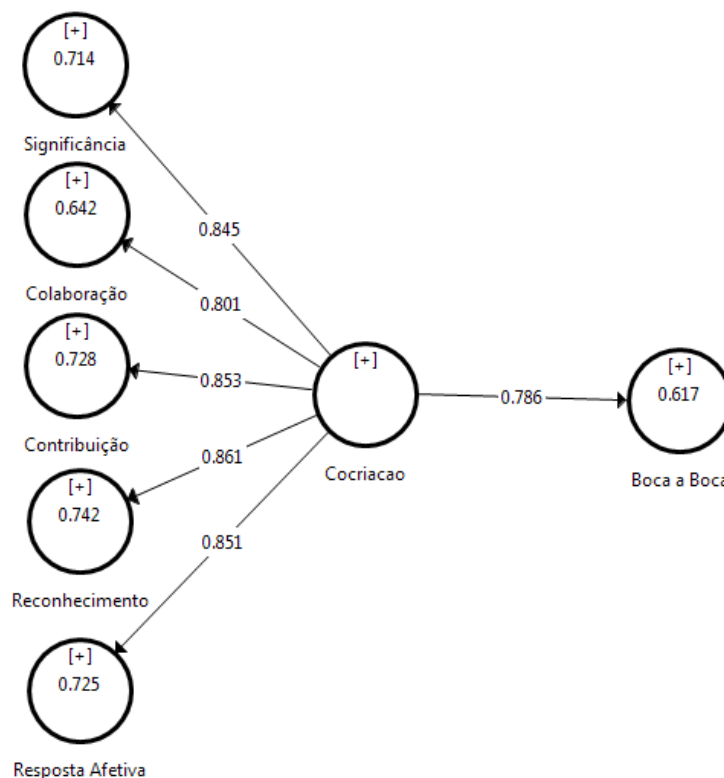 [+]
0.714
Significância
[+]
0.642
Colaboração
[+]
0.728
Contribuição
[+]
0.742
Reconhecimento
[+]
0.725
Resposta Afetiva
0.845
0.801
0.853
0.861
0.851
[+]
Cocriacao
0.786
[+]
0.617
Boca a Boca